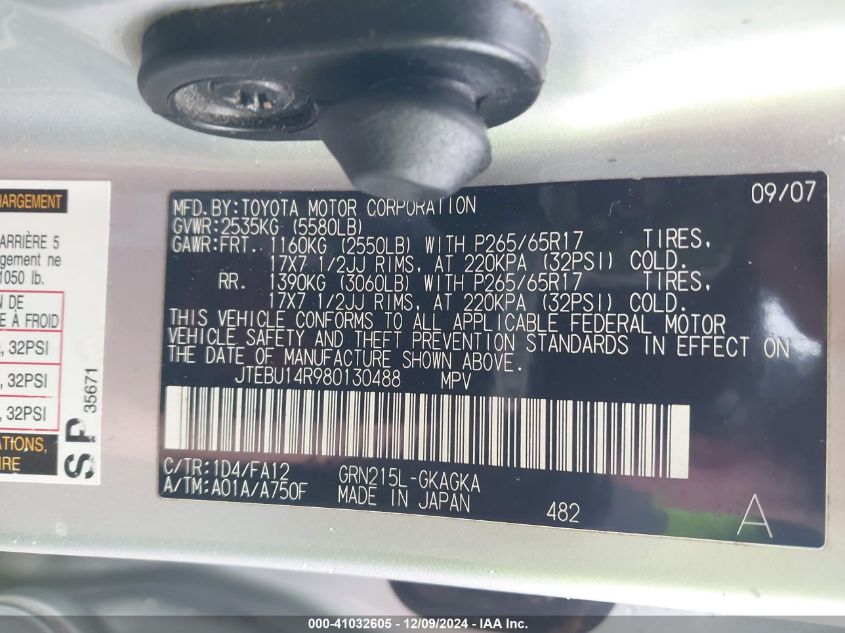 HARGEMENT
ARRIÈRE 5
rgement ne
1050 lb.
N DE
E À FROID
, 32PSI
, 32PSI
, 32PSI
ATIONS,
IRE
SP
35671
09/07
MFD.BY:TOYOTA MOTOR CORPORATION
GVWR:2535KG (5580LB)
GAWR:FRT. 1160KG (2550LB) WITH P265/65R17 TIRES,
17X7 1/2JJ RIMS, AT 220KPA (32PSI) COLD.
RR. 1390KG (3060LB) WITH P265/65R17 TIRES,
17X7 1/2JJ RIMS, AT 220KPA (32PSI) COLD.
THIS VEHICLE CONFORMS TO ALL APPLICABLE FEDERAL MOTOR
VEHICLE SAFETY AND THEFT PREVENTION STANDARDS IN EFFECT ON
THE DATE OF MANUFACTURE SHOWN ABOVE.
JTEBU14R980130488 MPV
C/TR:1D4/FA12 GRN215L-GKAGKA
A/TM:A01A/A750F MADE IN JAPAN 482
A
000-41032605 - 12/09/2024 - IAA Inc.